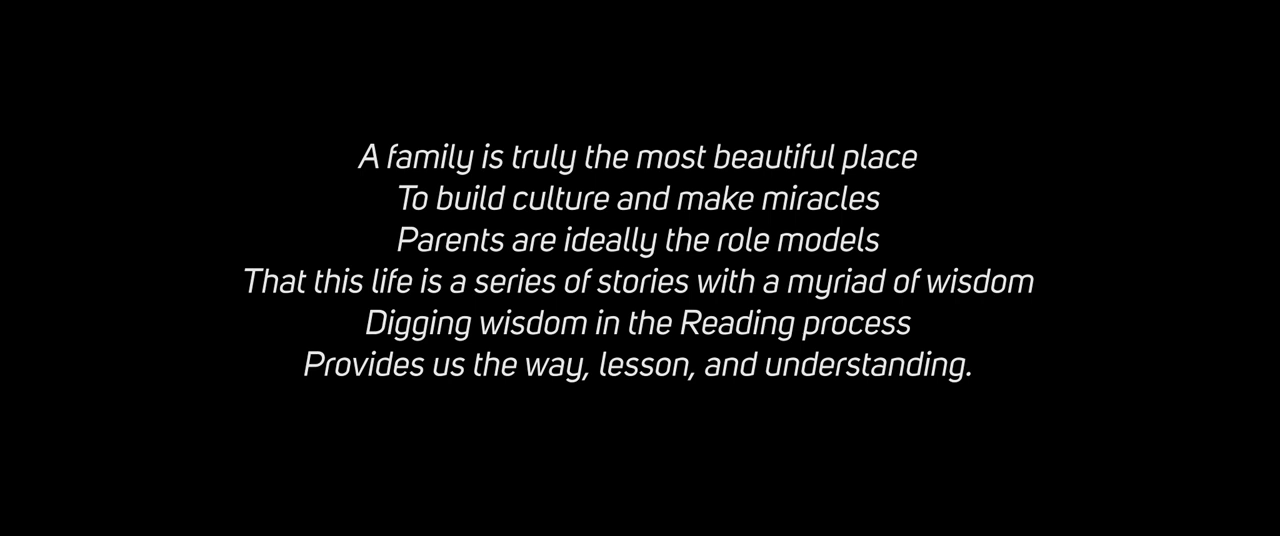 A family is truly the most beautiful place
To build culture and make miracles
Parents are ideally the role models
That this life is a series of stories with a myriad of wisdom
Digging wisdom in the Reading process
Provides us the way, lesson, and understanding.